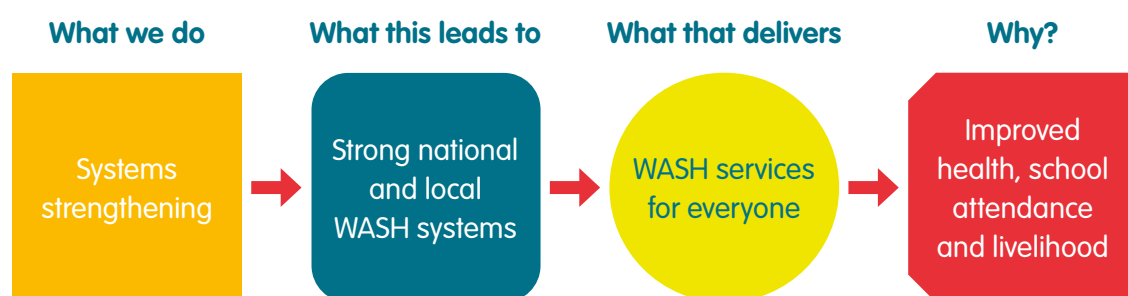 What we do
What this leads to
What that delivers
Why?
Systems
strengthening
Strong national
and local
WASH systems
WASH services
for everyone
Improved
health, school
attendance
and livelihood